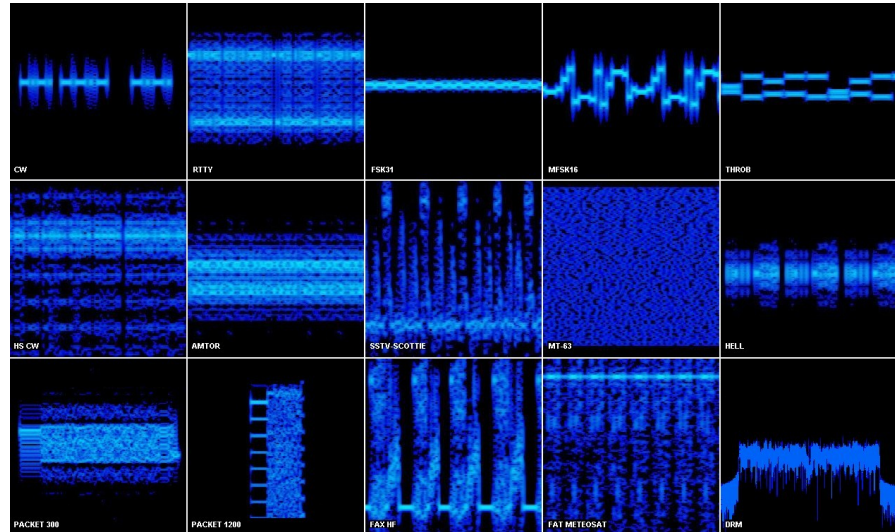 CW
RTTY
FSK31
MFSK16
THROB
HS CW
AMTOR
SSTV-SCOTTIE
MT-63
HELL
PACKET 300
PACKET 1200
FAX HF
FAT METEOSAT
DRM